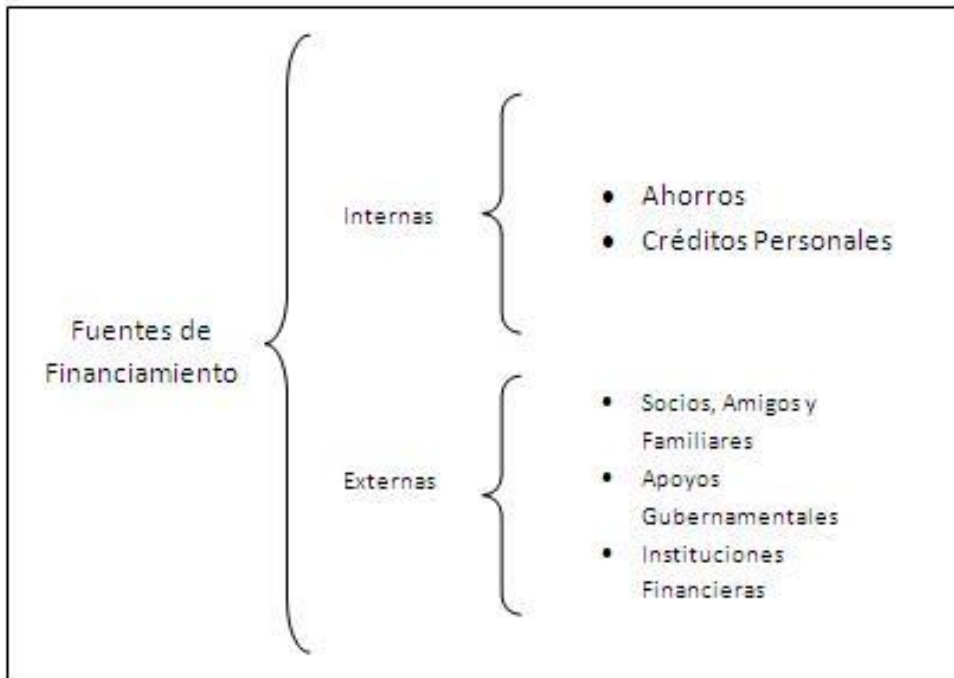 Fuentes de
Financiamiento
Internas
• Ahorros
• Créditos Personales
Externas
• Socios, Amigos y
Familiares
• Apoyos
Gubernamentales
• Instituciones
Financieras